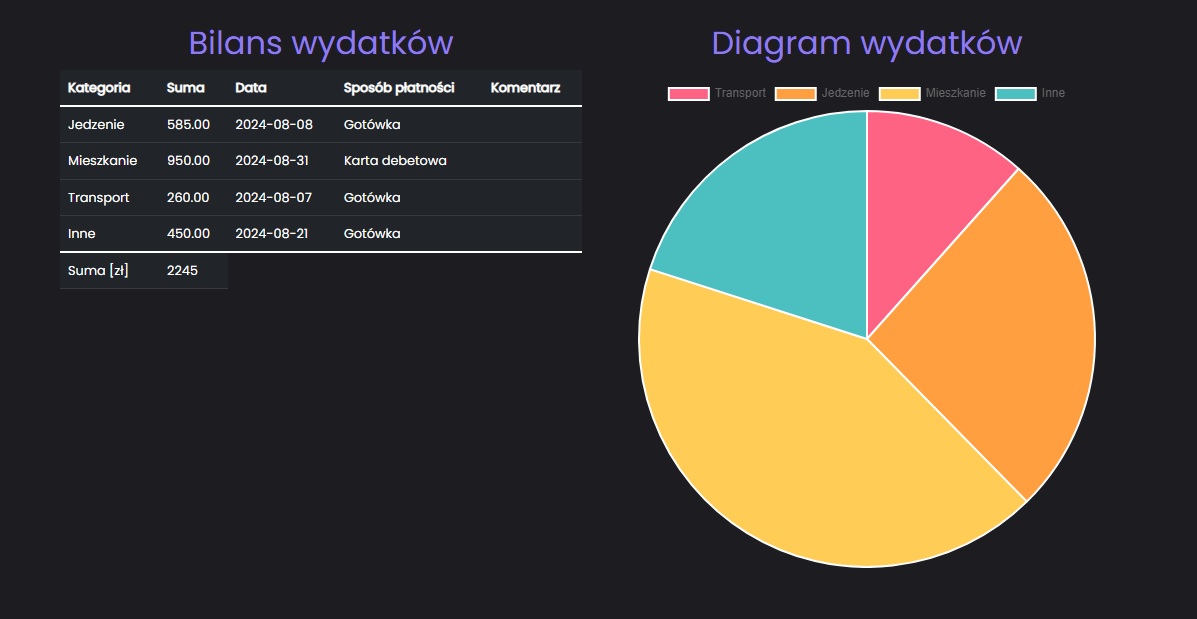 Bilans wydatków
Kategoria Suma Data Sposób płatności Komentarz
Jedzenie 585.00 2024-08-08 Gotówka
Mieszkanie 950.00 2024-08-31 Karta debetowa
Transport 260.00 2024-08-07 Gotówka
Inne 450.00 2024-08-21 Gotówka
Suma [zł] 2245
Diagram wydatków
Transport Jedzenie Mieszkanie Inne